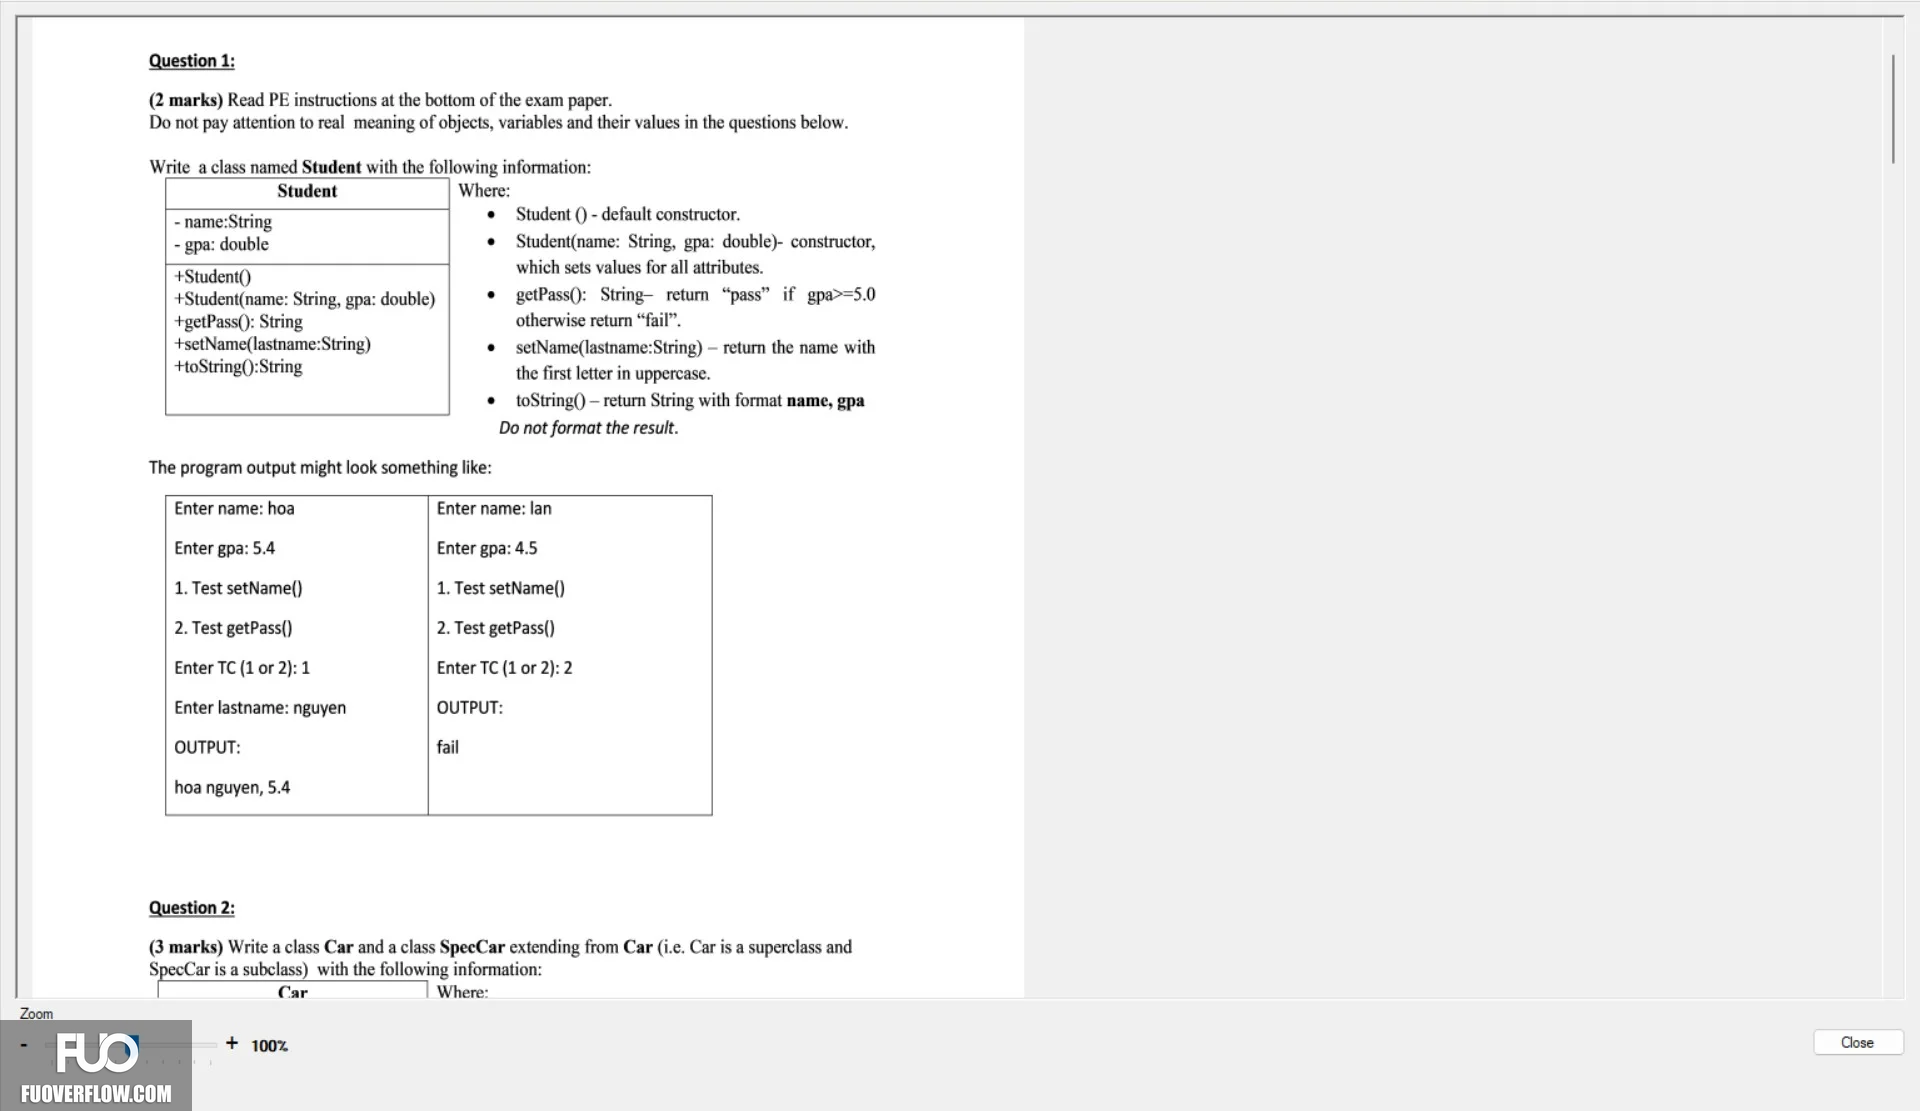 Question 1:
(2 marks) Read PE instructions at the bottom of the exam paper.
Do not pay attention to real meaning of objects, variables and their values in the questions below.
Write a class named Student with the following information:
Student
- name:String
- gpa: double
+Student()
+Student(name: String, gpa: double)
+getPass(): String
+setName(lastname:String)
+toString():String
Where:
• Student () - default constructor.
• Student(name: String, gpa: double)- constructor,
which sets values for all attributes.
• getPass(): String– return “pass” if gpa>=5.0
otherwise return “fail”.
• setName(lastname:String) – return the name with
the first letter in uppercase.
• toString() – return String with format name, gpa
Do not format the result.
The program output might look something like:
Enter name: hoa
Enter gpa: 5.4
1. Test setName()
2. Test getPass()
Enter TC (1 or 2): 1
Enter lastname: nguyen
OUTPUT:
hoa nguyen, 5.4
Enter name: lan
Enter gpa: 4.5
1. Test setName()
2. Test getPass()
Enter TC (1 or 2): 2
OUTPUT:
fail
Question 2:
(3 marks) Write a class Car and a class SpecCar extending from Car (i.e. Car is a superclass and
SpecCar is a subclass) with the following information:
Car
Where:
Zoom
- + 100%
Close
FUO
FUOVERFLOW.COM